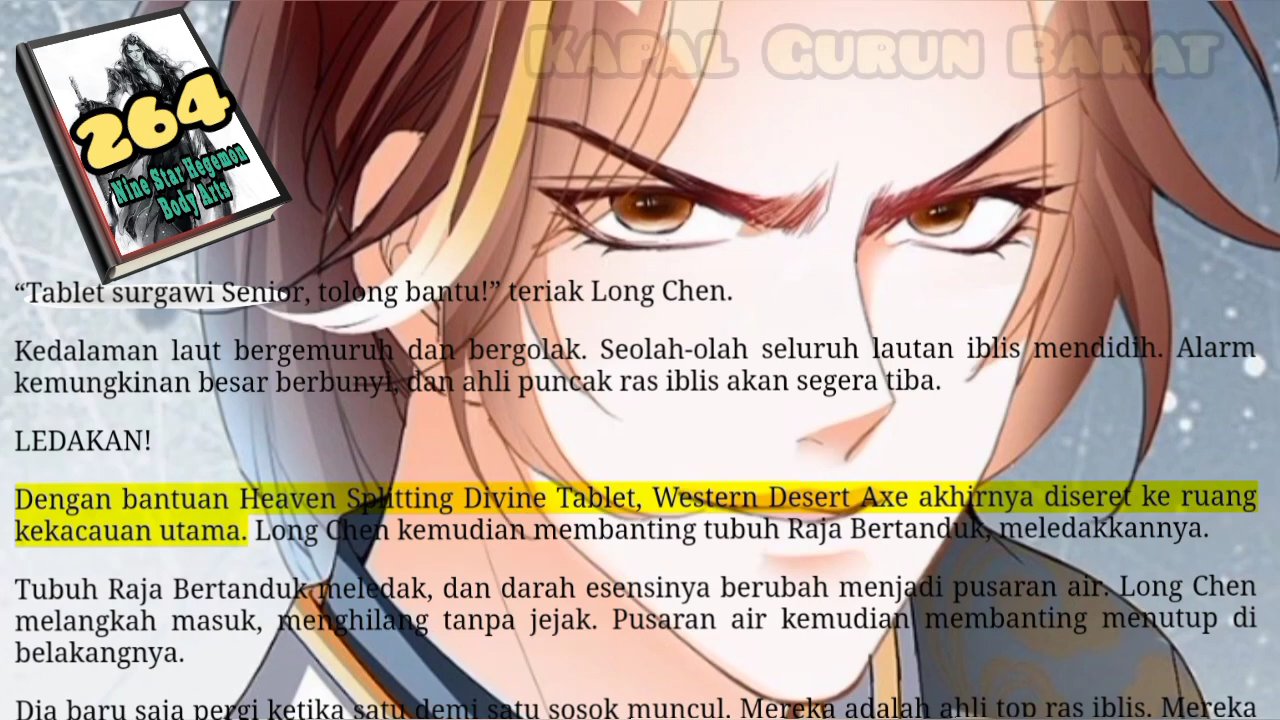 KAPAL GURUN BARAT
264
Nine Star Hegemon
Body Arts
“Tablet surgawi Senior, tolong bantu!” teriak Long Chen.
Kedalaman laut bergemuruh dan bergolak. Seolah-olah seluruh lautan iblis mendidih. Alarm
kemungkinan besar berbunyi, dan ahli puncak ras iblis akan segera tiba.
LEDAKAN!
Dengan bantuan Heaven Splitting Divine Tablet, Western Desert Axe akhirnya diseret ke ruang
kekacauan utama. Long Chen kemudian membanting tubuh Raja Bertanduk, meledakkannya.
Tubuh Raja Bertanduk meledak, dan darah esensinya berubah menjadi pusaran air. Long Chen
melangkah masuk, menghilang tanpa jejak. Pusaran air kemudian membanting menutup di
belakangnya.
Dia baru saja pergi ketika satu demi satu sosok muncul. Mereka adalah ahli top ras iblis. Mereka